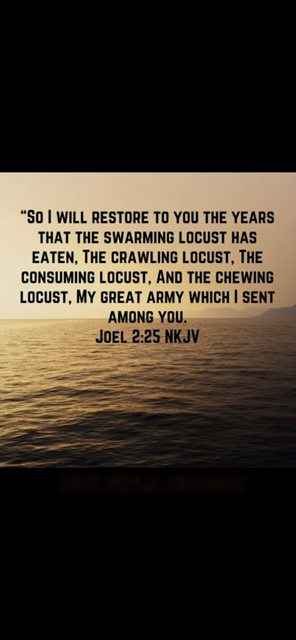 “So I will restore to you the years
that the swarming locust has
eaten, The crawling locust, The
consuming locust, And the chewing
locust, My great army which I sent
among you.
Joel 2:25 NKJV